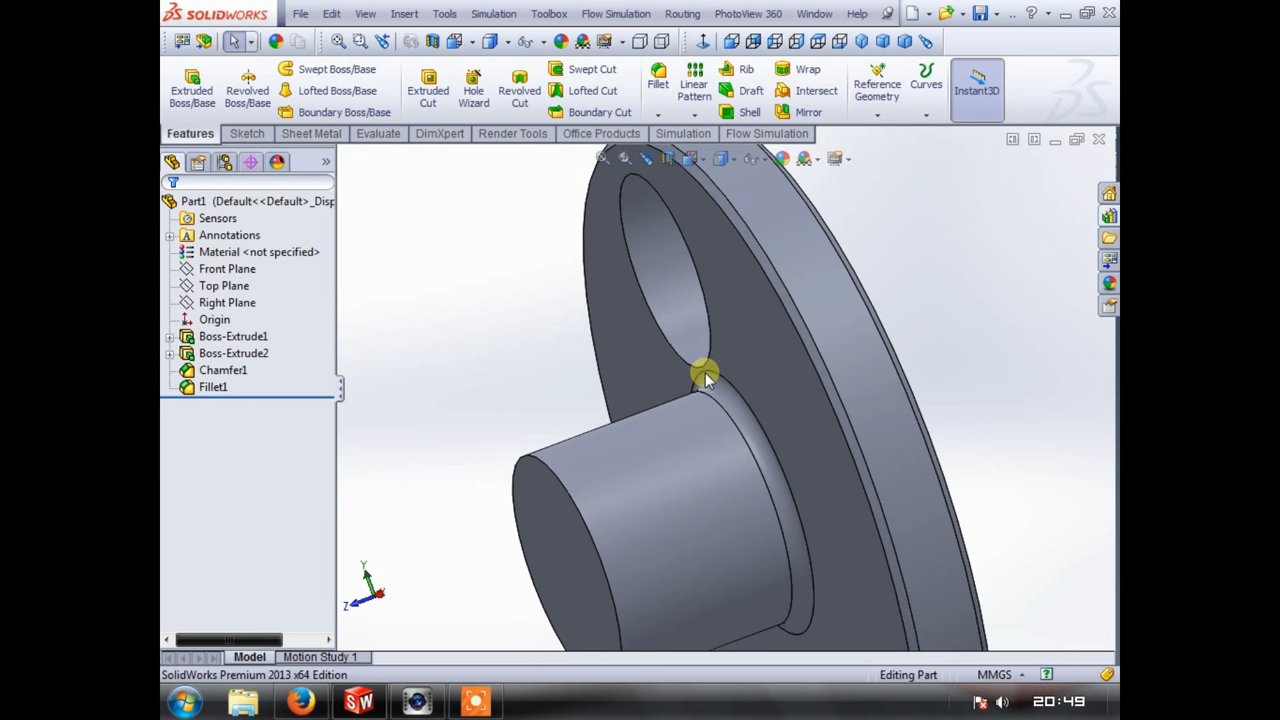 SOLIDWORKS File Edit View Insert Tools Simulation Toolbox Flow Simulation Routing PhotoView 360 Window Help
Extruded Boss/Base
Revolved Boss/Base
Swept Boss/Base
Lofted Boss/Base
Boundary Boss/Base
Extruded Cut
Hole Wizard
Revolved Cut
Swept Cut
Lofted Cut
Boundary Cut
Fillet
Linear Pattern
Rib
Draft
Shell
Wrap
Intersect
Mirror
Reference Geometry
Curves
Instant3D
Features Sketch Sheet Metal Evaluate DimXpert Render Tools Office Products Simulation Flow Simulation
Part1 (Default<<Default>_Disp
Sensors
Annotations
Material <not specified>
Front Plane
Top Plane
Right Plane
Origin
Boss-Extrude1
Boss-Extrude2
Chamfer1
Fillet1
Y
Z
Model Motion Study 1
SolidWorks Premium 2013 x64 Edition Editing Part MMGS
SW
20:49